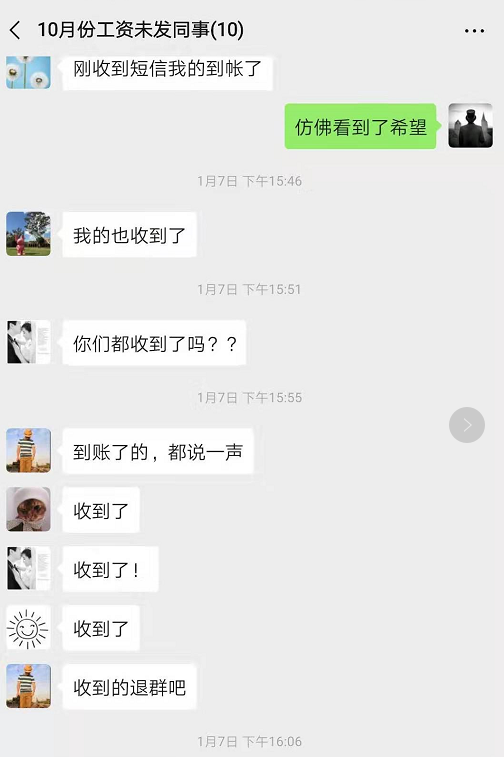 10月份工资未发同事(10)
刚收到短信我的到帐了
仿佛看到了希望
1月7日 下午15:46
我的也收到了
1月7日 下午15:51
你们都收到了吗？？
1月7日 下午15:55
到账了的，都说一声
收到了
收到了！
收到了
收到的退群吧
1月7日 下午16:06